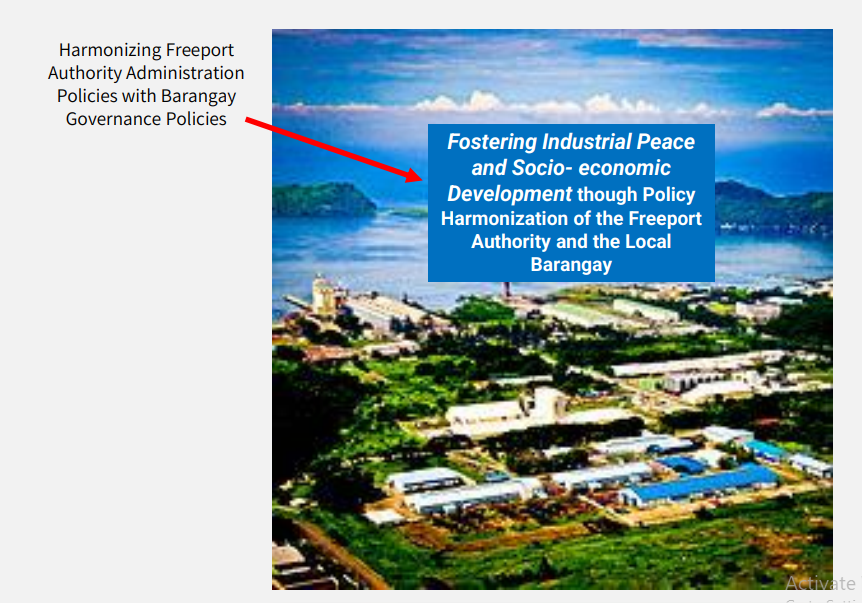 Harmonizing Freeport
Authority Administration
Policies with Barangay
Governance Policies
Fostering Industrial Peace
and Socio- economic
Development though Policy
Harmonization of the Freeport
Authority and the Local
Barangay
Activate